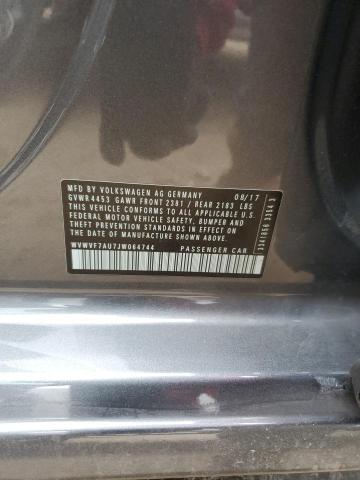 MFD BY VOLKSWAGEN AG GERMANY 08/17
GVWR 4453 GAWR FRONT 2381 / REAR 2183 LBS
THIS VEHICLE CONFORMS TO ALL APPLICABLE U.S.
FEDERAL MOTOR VEHICLE SAFETY, BUMPER AND
THEFT PREVENTION STANDARDS IN EFFECT ON THE
DATE OF MANUFACTURE SHOWN ABOVE.
WVWVF7AU7JW064744 PASSENGER CAR